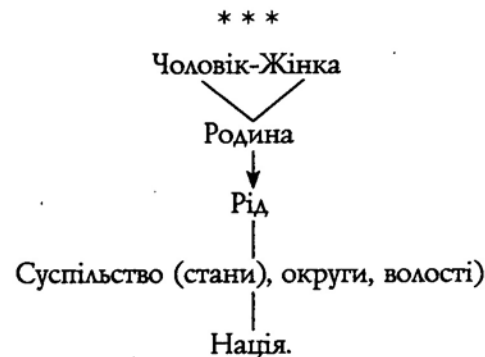 * * *
Чоловік-Жінка
Родина
Рід
Суспільство (стани), округи, волості)
Нація.